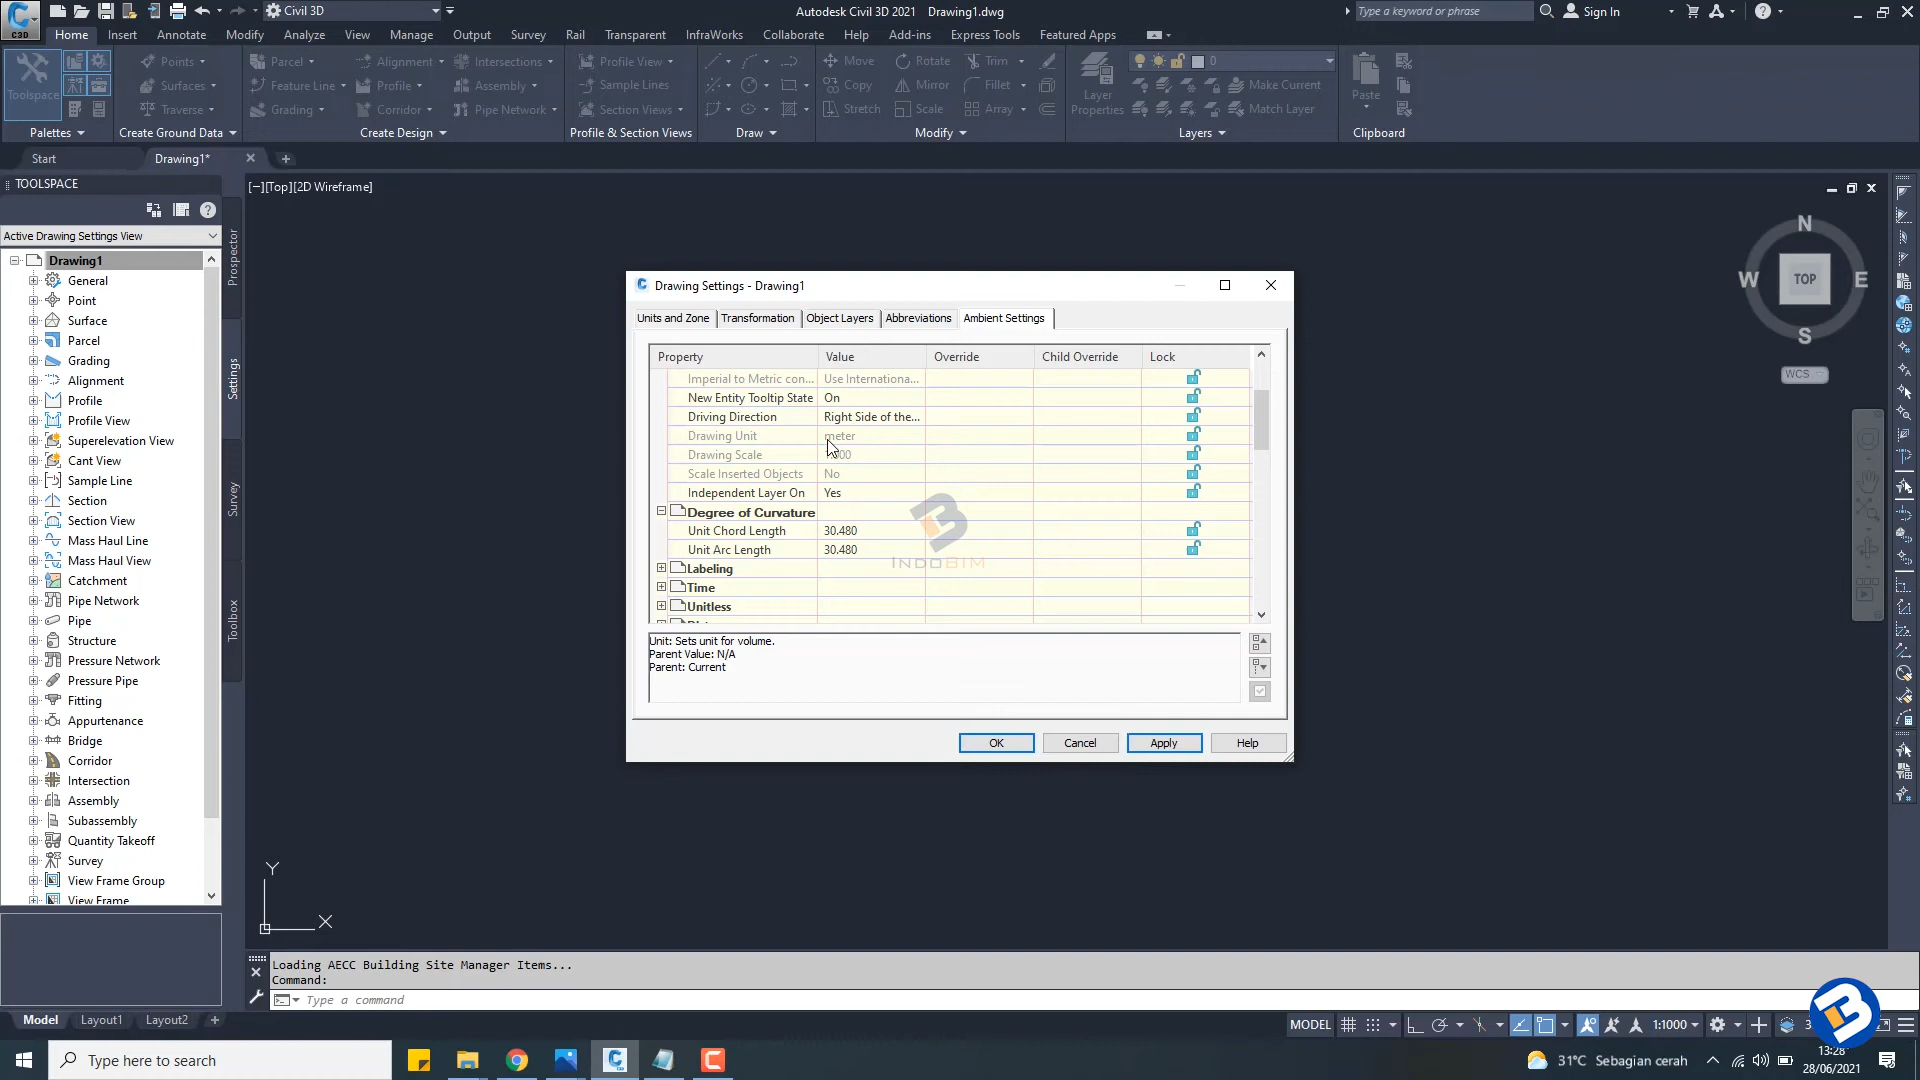 Civil 3D
Autodesk Civil 3D 2021 Drawing1.dwg
Type a keyword or phrase
Sign In
C3D
Home Insert Annotate Modify Analyze View Manage Output Survey Rail Transparent InfraWorks Collaborate Help Add-ins Express Tools Featured Apps
Toolspace
Points
Surfaces
Traverse
Parcel
Feature Line
Grading
Alignment
Profile
Corridor
Intersections
Assembly
Pipe Network
Profile View
Sample Lines
Section Views
Move Rotate Trim
Copy Mirror Fillet
Stretch Scale Array
Layer
Properties
0
Make Current
Match Layer
Paste
Palettes Create Ground Data Create Design Profile & Section Views Draw Modify Layers Clipboard
Start Drawing1*
TOOLSPACE
Active Drawing Settings View
Drawing1
General
Point
Surface
Parcel
Grading
Alignment
Profile
Profile View
Superelevation View
Cant View
Sample Line
Section
Section View
Mass Haul Line
Mass Haul View
Catchment
Pipe Network
Pipe
Structure
Pressure Network
Pressure Pipe
Fitting
Appurtenance
Bridge
Corridor
Intersection
Assembly
Subassembly
Quantity Takeoff
Survey
View Frame Group
View Frame
Prospector
Settings
Survey
Toolbox
[−][Top][2D Wireframe]
N
W TOP E
S
WCS
Drawing Settings - Drawing1
Units and Zone Transformation Object Layers Abbreviations Ambient Settings
Property Value Override Child Override Lock
Imperial to Metric con... Use Internationa...
New Entity Tooltip State On
Driving Direction Right Side of the...
Drawing Unit meter
Drawing Scale
Scale Inserted Objects No
Independent Layer On Yes
Degree of Curvature
Unit Chord Length 30.480
Unit Arc Length 30.480
Labeling
Time
Unitless
INDOBIM
Unit: Sets unit for volume.
Parent Value: N/A
Parent: Current
OK Cancel Apply Help
Y
X
Loading AECC Building Site Manager Items...
Command:
Type a command
Model Layout1 Layout2
MODEL 1:1000
Type here to search
31°C Sebagian cerah
13:28
28/06/2021